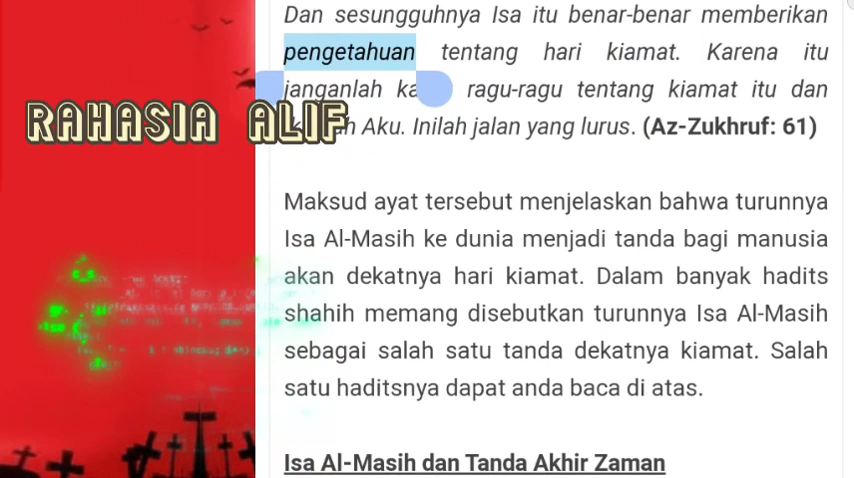 Dan sesungguhnya Isa itu benar-benar memberikan
pengetahuan tentang hari kiamat. Karena itu
janganlah ragu-ragu tentang kiamat itu dan
RAHASIA ALIF
Aku. Inilah jalan yang lurus. (Az-Zukhruf: 61)
Maksud ayat tersebut menjelaskan bahwa turunnya
Isa Al-Masih ke dunia menjadi tanda bagi manusia
akan dekatnya hari kiamat. Dalam banyak hadits
shahih memang disebutkan turunnya Isa Al-Masih
sebagai salah satu tanda dekatnya kiamat. Salah
satu haditsnya dapat anda baca di atas.
Isa Al-Masih dan Tanda Akhir Zaman